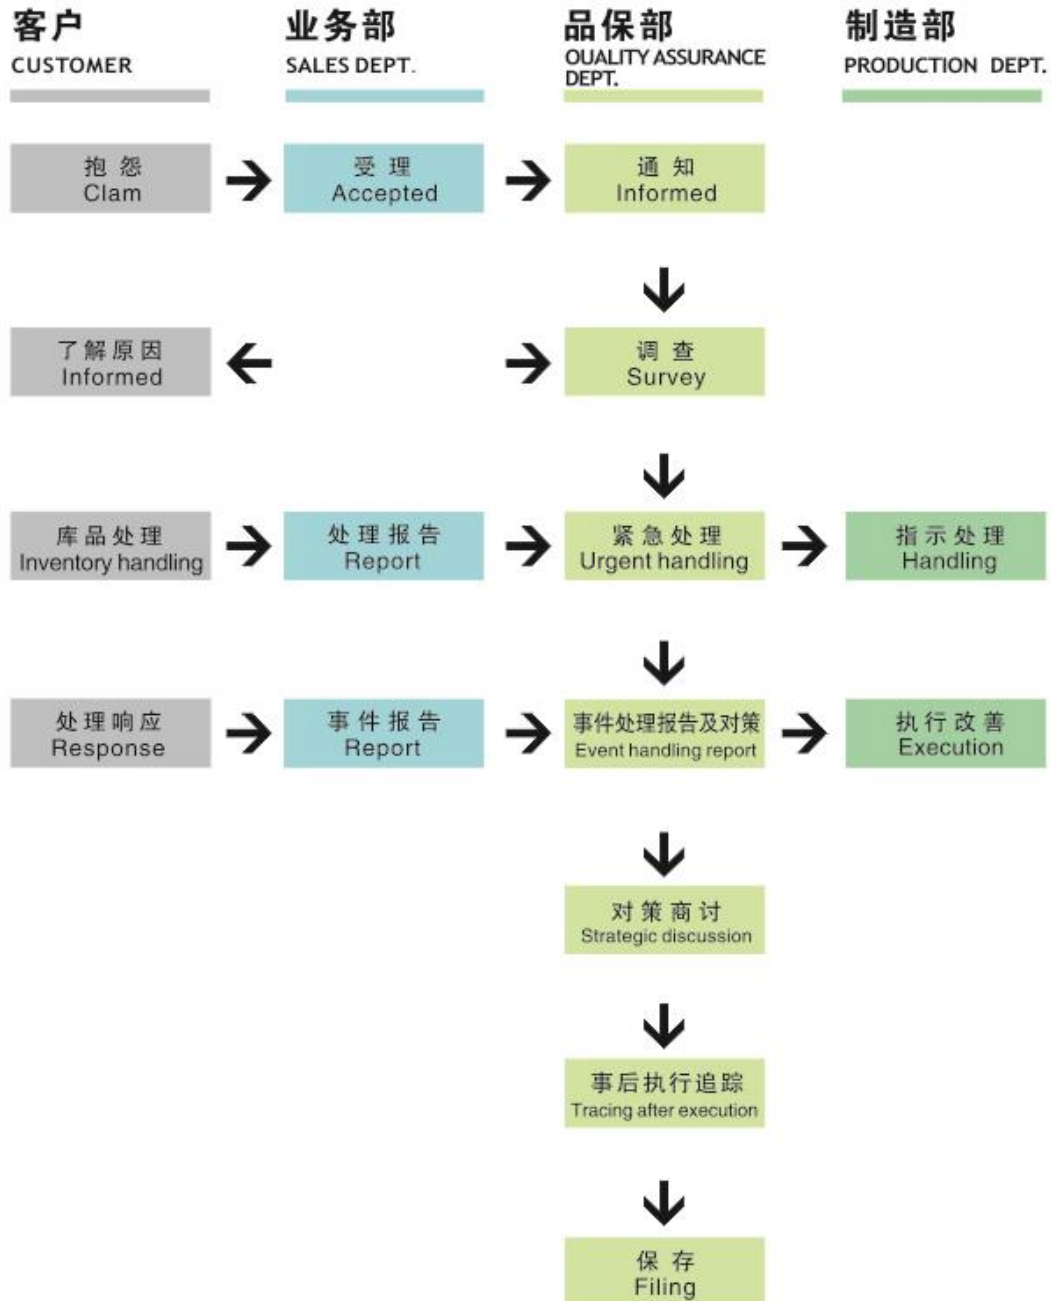 客户
CUSTOMER
业务部
SALES DEPT.
品保部
OUALITY ASSURANCE
DEPT.
制造部
PRODUCTION DEPT.
抱怨
Clam
受理
Accepted
通知
Informed
了解原因
Informed
调查
Survey
库品处理
Inventory handling
处理报告
Report
紧急处理
Urgent handling
指示处理
Handling
处理响应
Response
事件报告
Report
事件处理报告及对策
Event handling report
执行改善
Execution
对策商讨
Strategic discussion
事后执行追踪
Tracing after execution
保存
Filing